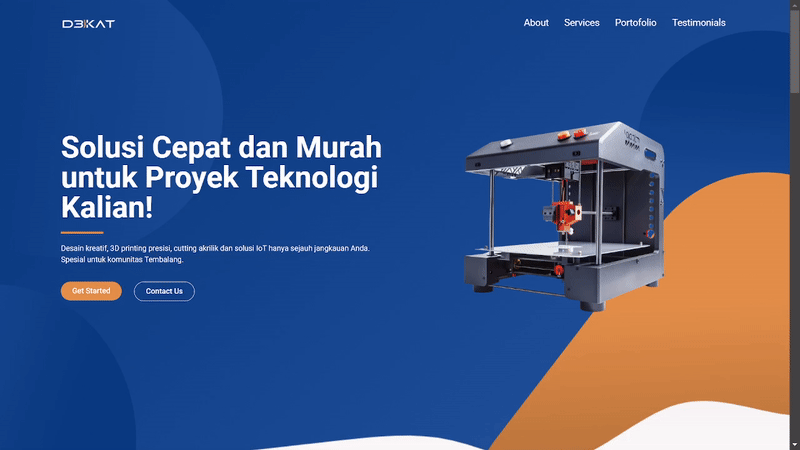 D3KAT
About Services Portofolio Testimonials
Solusi Cepat dan Murah
untuk Proyek Teknologi
Kalian!
Desain kreatif, 3D printing presisi, cutting akrilik dan solusi IoT hanya sejauh jangkauan Anda.
Spesial untuk komunitas Tembalang.
Get Started Contact Us